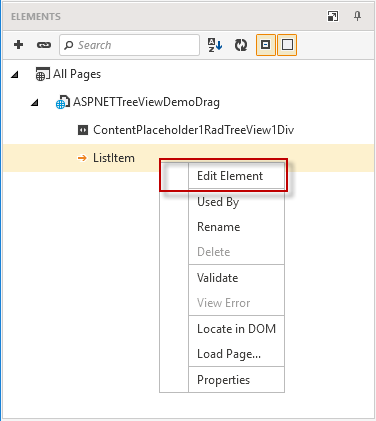 ELEMENTS
Search
All Pages
ASPNETTreeViewDemoDrag
ContentPlaceholder1RadTreeView1Div
ListItem
Edit Element
Used By
Rename
Delete
Validate
View Error
Locate in DOM
Load Page...
Properties